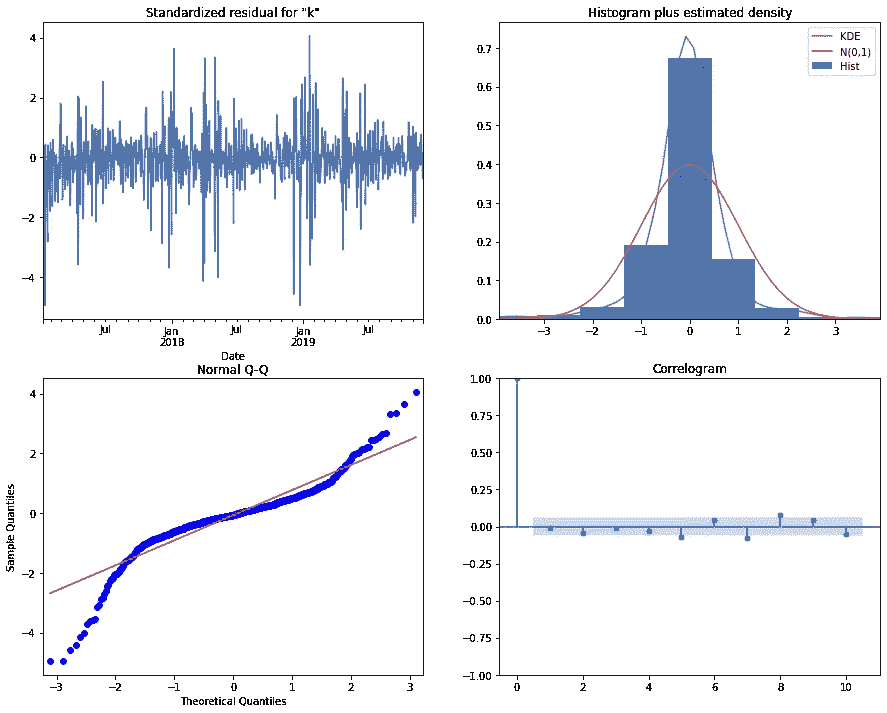 Standardized residual for "k"
4
2
0
−2
−4
Jul
Jan
2018
Jul
Jan
2019
Jul
Date
Histogram plus estimated density
KDE
N(0,1)
Hist
0.7
0.6
0.5
0.4
0.3
0.2
0.1
0.0
−3 −2 −1 0 1 2 3
Normal Q-Q
Sample Quantiles
4
2
0
−2
−4
−3 −2 −1 0 1 2 3
Theoretical Quantiles
Correlogram
1.00
0.75
0.50
0.25
0.00
−0.25
−0.50
−0.75
−1.00
0 2 4 6 8 10